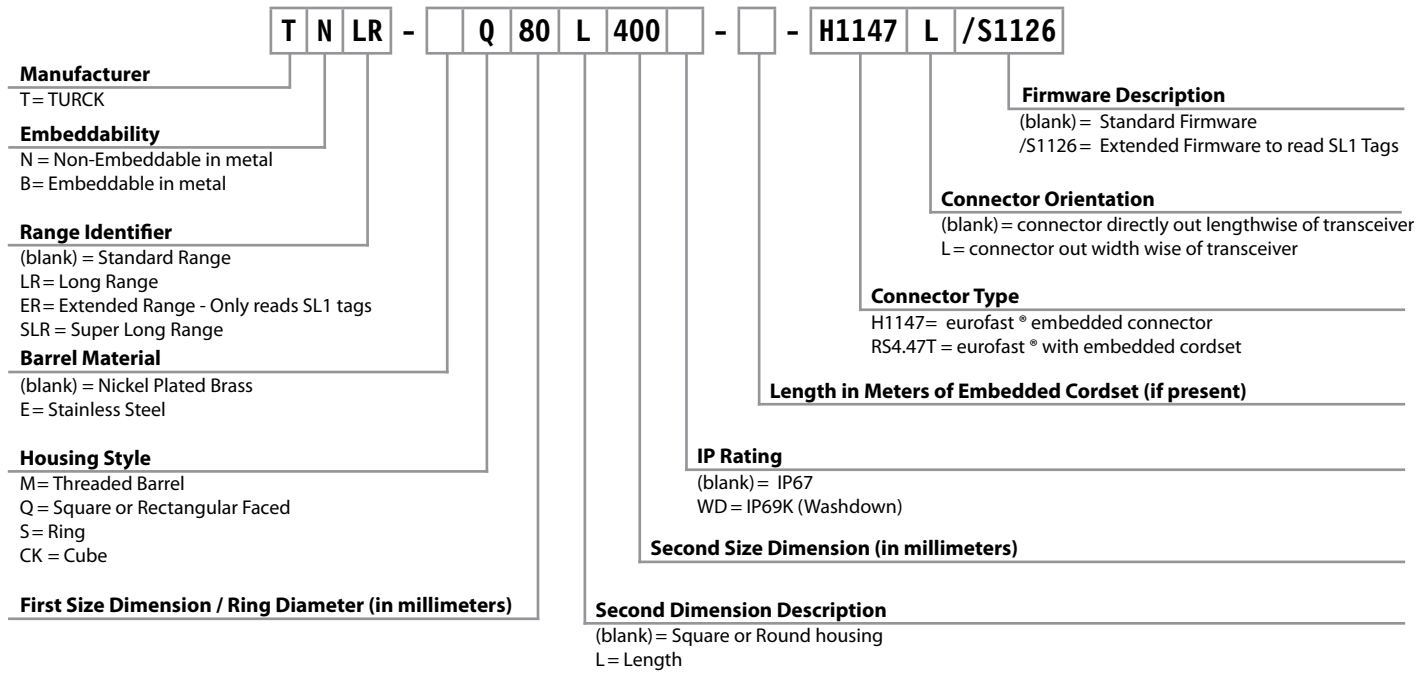 T N LR - Q 80 L 400 - - H1147 L /S1126
Manufacturer
T= TURCK
Embeddability
N = Non-Embeddable in metal
B= Embeddable in metal
Range Identifier
(blank) = Standard Range
LR= Long Range
ER= Extended Range - Only reads SL1 tags
SLR = Super Long Range
Barrel Material
(blank) = Nickel Plated Brass
E= Stainless Steel
Housing Style
M= Threaded Barrel
Q = Square or Rectangular Faced
S= Ring
CK = Cube
First Size Dimension / Ring Diameter (in millimeters)
Firmware Description
(blank) = Standard Firmware
/S1126= Extended Firmware to read SL1 Tags
Connector Orientation
(blank) = connector directly out lengthwise of transceiver
L= connector out width wise of transceiver
Connector Type
H1147= eurofast ® embedded connector
RS4.47T = eurofast ® with embedded cordset
Length in Meters of Embedded Cordset (if present)
IP Rating
(blank) = IP67
WD = IP69K (Washdown)
Second Size Dimension (in millimeters)
Second Dimension Description
(blank) = Square or Round housing
L= Length